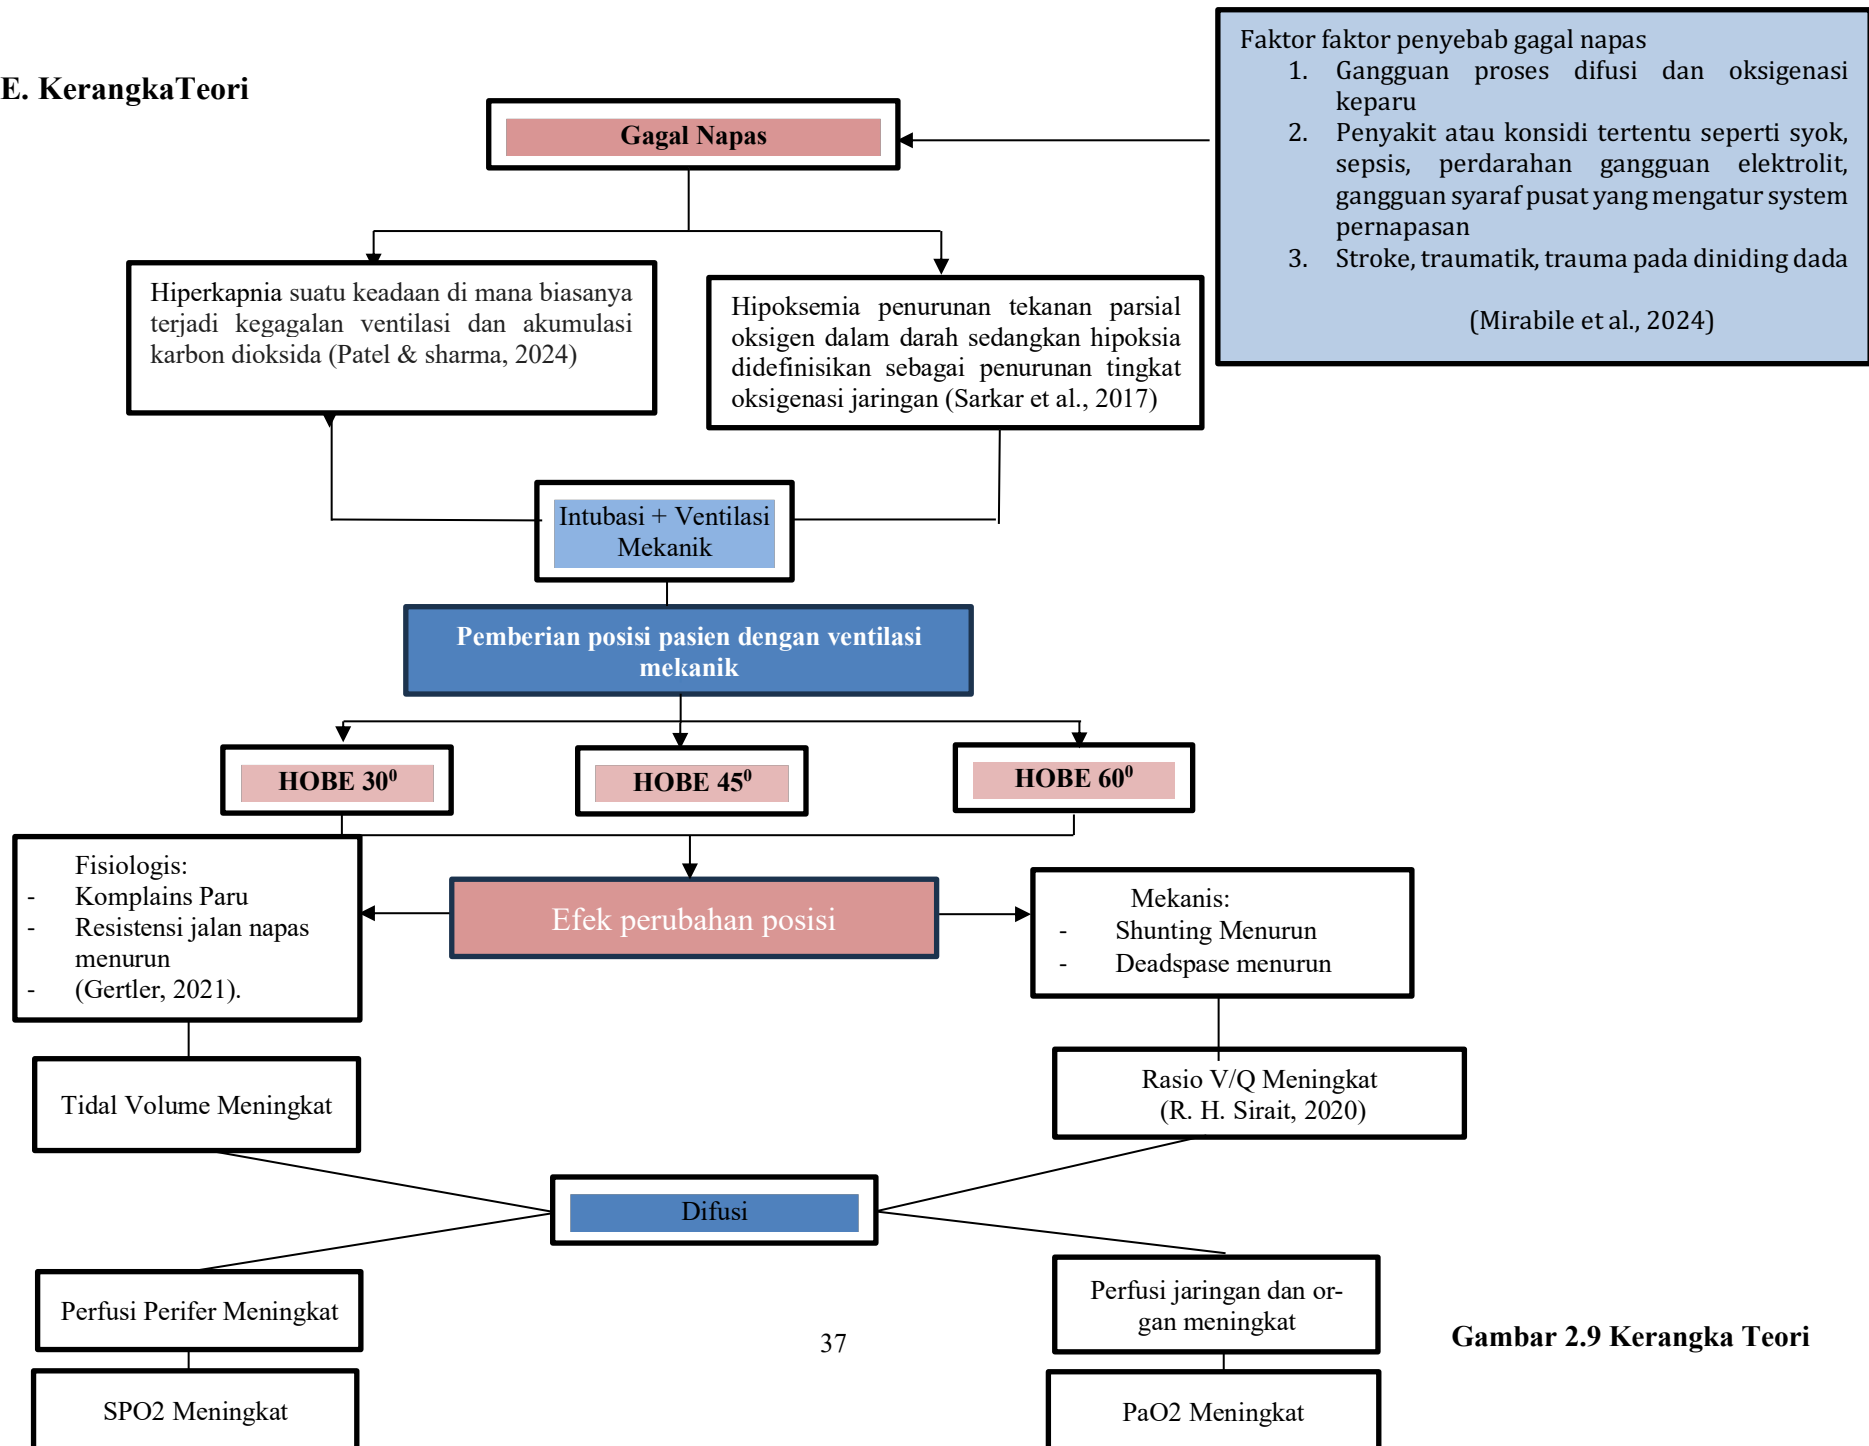 E. KerangkaTeori
Faktor faktor penyebab gagal napas
1. Gangguan proses difusi dan oksigenasi
keparu
2. Penyakit atau konsidi tertentu seperti syok,
sepsis, perdarahan gangguan elektrolit,
gangguan syaraf pusat yang mengatur system
pernapasan
3. Stroke, traumatik, trauma pada diniding dada
(Mirabile et al., 2024)
Gagal Napas
Hiperkapnia suatu keadaan di mana biasanya
terjadi kegagalan ventilasi dan akumulasi
karbon dioksida (Patel & sharma, 2024)
Hipoksemia penurunan tekanan parsial
oksigen dalam darah sedangkan hipoksia
didefinisikan sebagai penurunan tingkat
oksigenasi jaringan (Sarkar et al., 2017)
Intubasi + Ventilasi
Mekanik
Pemberian posisi pasien dengan ventilasi
mekanik
HOBE 30⁰
HOBE 45⁰
HOBE 60⁰
Fisiologis:
- Komplains Paru
- Resistensi jalan napas
menurun
- (Gertler, 2021).
Efek perubahan posisi
Mekanis:
- Shunting Menurun
- Deadspase menurun
Tidal Volume Meningkat
Rasio V/Q Meningkat
(R. H. Sirait, 2020)
Difusi
Perfusi Perifer Meningkat
Perfusi jaringan dan or-
gan meningkat
37
Gambar 2.9 Kerangka Teori
SPO2 Meningkat
PaO2 Meningkat